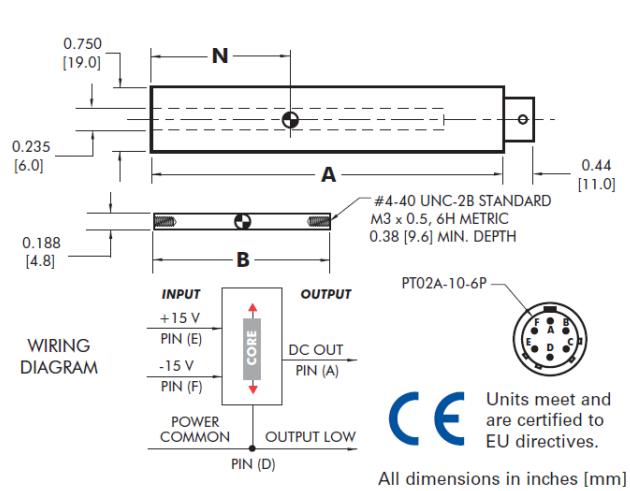 0.750
[19.0]
N
0.235
[6.0]
A
0.44
[11.0]
#4-40 UNC-2B STANDARD
M3 x 0.5, 6H METRIC
0.38 [9.6] MIN. DEPTH
0.188
[4.8]
B
PT02A-10-6P
INPUT
OUTPUT
+15 V
PIN (E)
-15 V
PIN (F)
CORE
DC OUT
PIN (A)
WIRING
DIAGRAM
POWER
COMMON
OUTPUT LOW
PIN (D)
F
B
A
E
C
D
CE
Units meet and
are certified to
EU directives.
All dimensions in inches [mm]